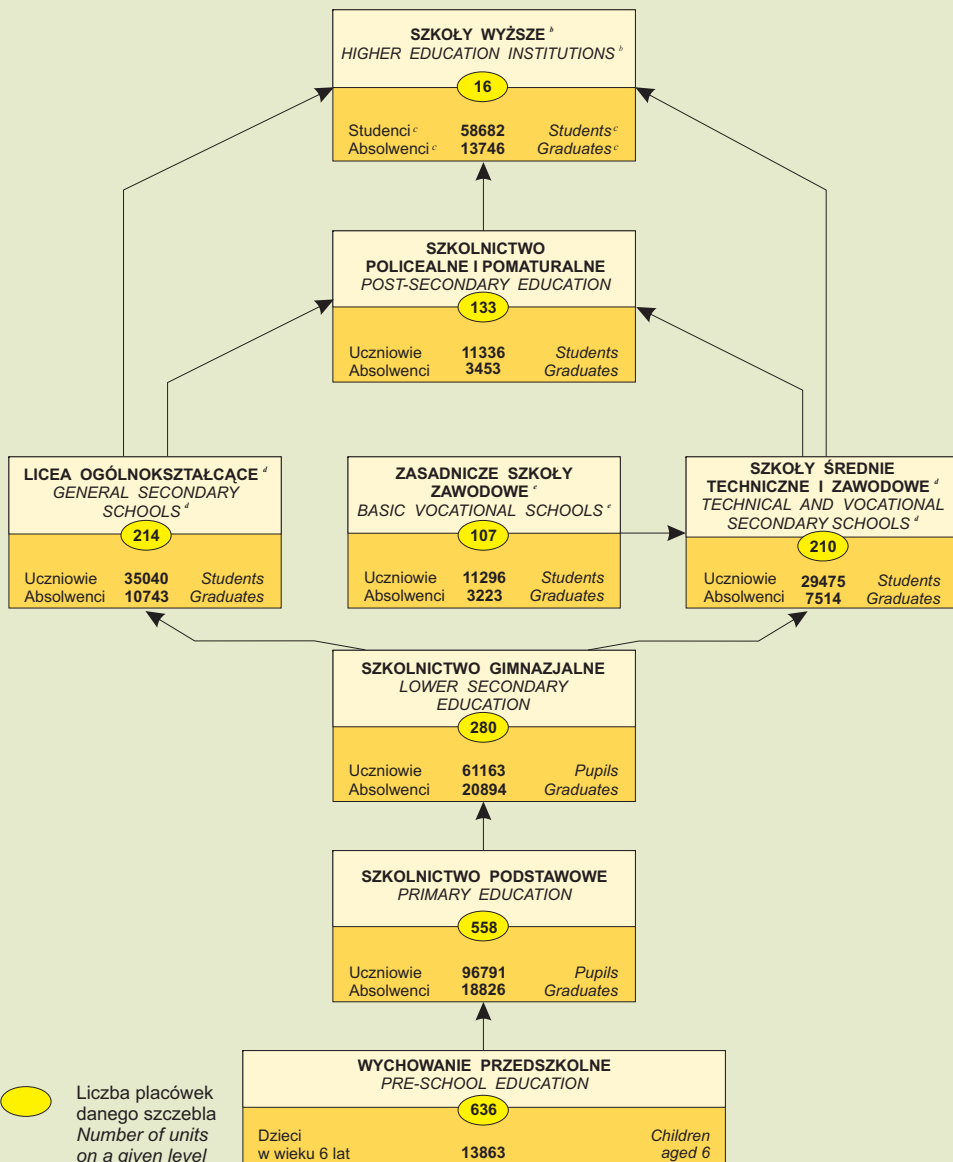 SZKOŁY WYŻSZE b
HIGHER EDUCATION INSTITUTIONS b
16
Studenci c 58682 Students c
Absolwenci c 13746 Graduates c
SZKOLNICTWO
POLICEALNE I POMATURALNE
POST-SECONDARY EDUCATION
133
Uczniowie 11336 Students
Absolwenci 3453 Graduates
LICEA OGÓLNOKSZTAŁCĄCE d
GENERAL SECONDARY
SCHOOLS d
214
Uczniowie 35040 Students
Absolwenci 10743 Graduates
ZASADNICZE SZKOŁY
ZAWODOWE e
BASIC VOCATIONAL SCHOOLS e
107
Uczniowie 11296 Students
Absolwenci 3223 Graduates
SZKOŁY ŚREDNIE
TECHNICZNE I ZAWODOWE d
TECHNICAL AND VOCATIONAL
SECONDARY SCHOOLS d
210
Uczniowie 29475 Students
Absolwenci 7514 Graduates
SZKOLNICTWO GIMNAZJALNE
LOWER SECONDARY
EDUCATION
280
Uczniowie 61163 Pupils
Absolwenci 20894 Graduates
SZKOLNICTWO PODSTAWOWE
PRIMARY EDUCATION
558
Uczniowie 96791 Pupils
Absolwenci 18826 Graduates
WYCHOWANIE PRZEDSZKOLNE
PRE-SCHOOL EDUCATION
636
Dzieci Children
w wieku 6 lat 13863 aged 6
Liczba placówek
danego szczebla
Number of units
on a given level